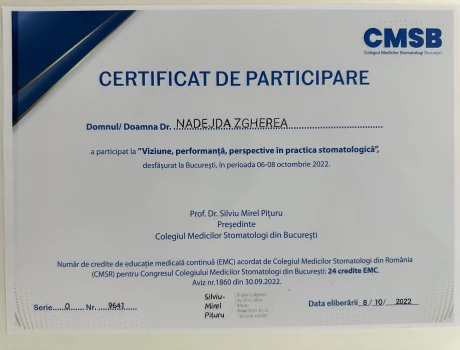 CMSB
Colegiul Medicilor Stomatologi București
CERTIFICAT DE PARTICIPARE
Domnul/ Doamna Dr. NADEJDA ZGHEREA
a participat la "Viziune, performanță, perspective în practica stomatologică",
desfășurat la București, în perioada 06-08 octombrie 2022.
Prof. Dr. Silviu Mirel Pițuru
Președinte
Colegiul Medicilor Stomatologi din București
Număr de credite de educație medicală continuă (EMC) acordat de Colegiul Medicilor Stomatologi din România
(CMSR) pentru Congresul Colegiului Medicilor Stomatologi din București: 24 credite EMC.
Aviz nr.1860 din 30.09.2022.
Serie......O...... Nr. ....9641....
Silviu-
Mirel
Pițuru
Data eliberării 8 / 10 / 2022